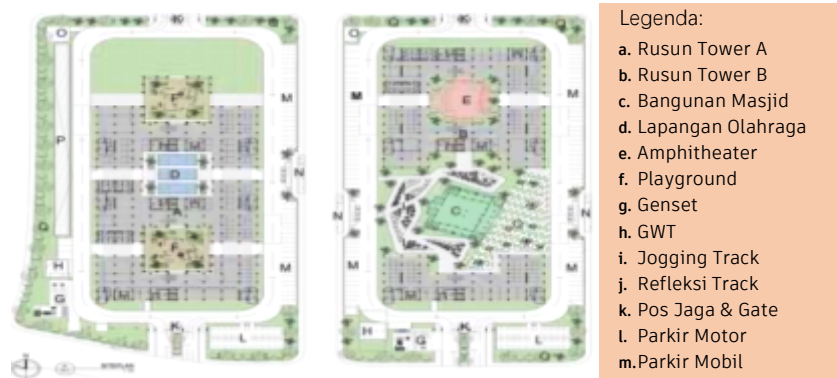 K
O
M
F
P
M
D
N
A
F
H
M
G
K
L
K
O
M
M
E
B
N
N
C
M
M
H
G
K
L
Legenda:
a. Rusun Tower A
b. Rusun Tower B
c. Bangunan Masjid
d. Lapangan Olahraga
e. Amphitheater
f. Playground
g. Genset
h. GWT
i. Jogging Track
j. Refleksi Track
k. Pos Jaga & Gate
l. Parkir Motor
m. Parkir Mobil